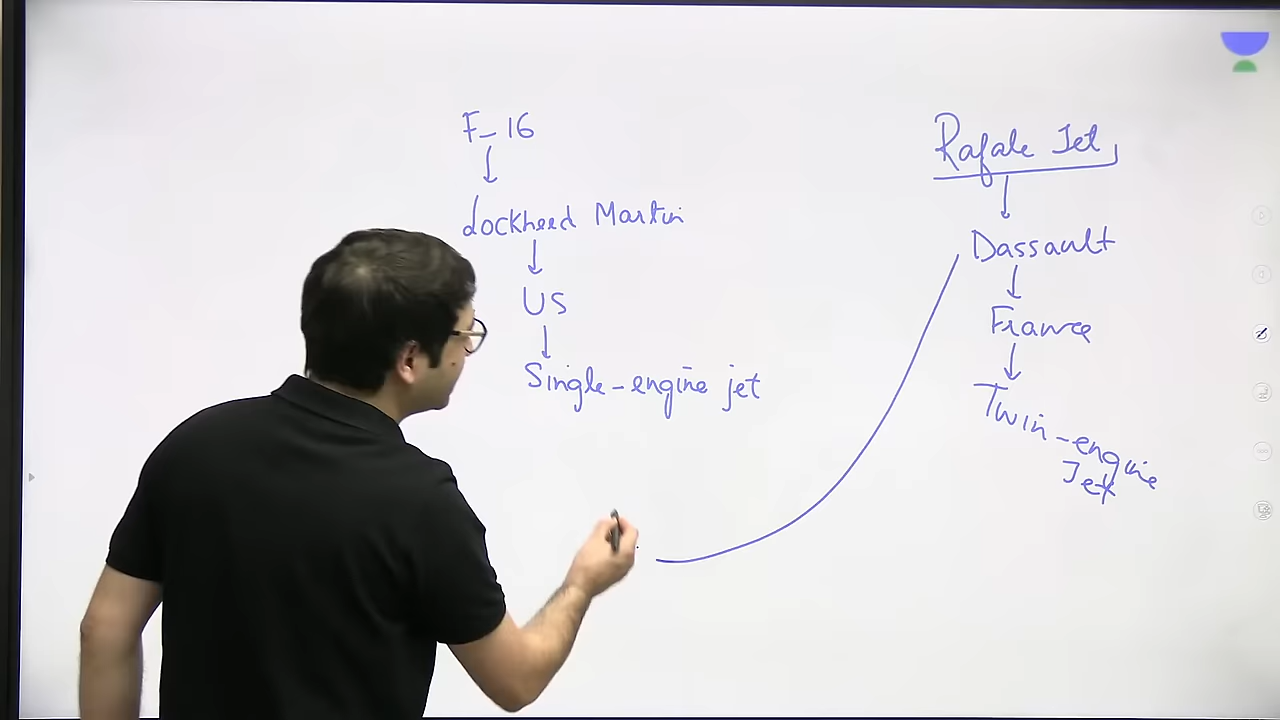 F-16
Lockheed Martin
US
Single-engine jet
Rafale Jet
Dassault
France
Twin-engine
Jet